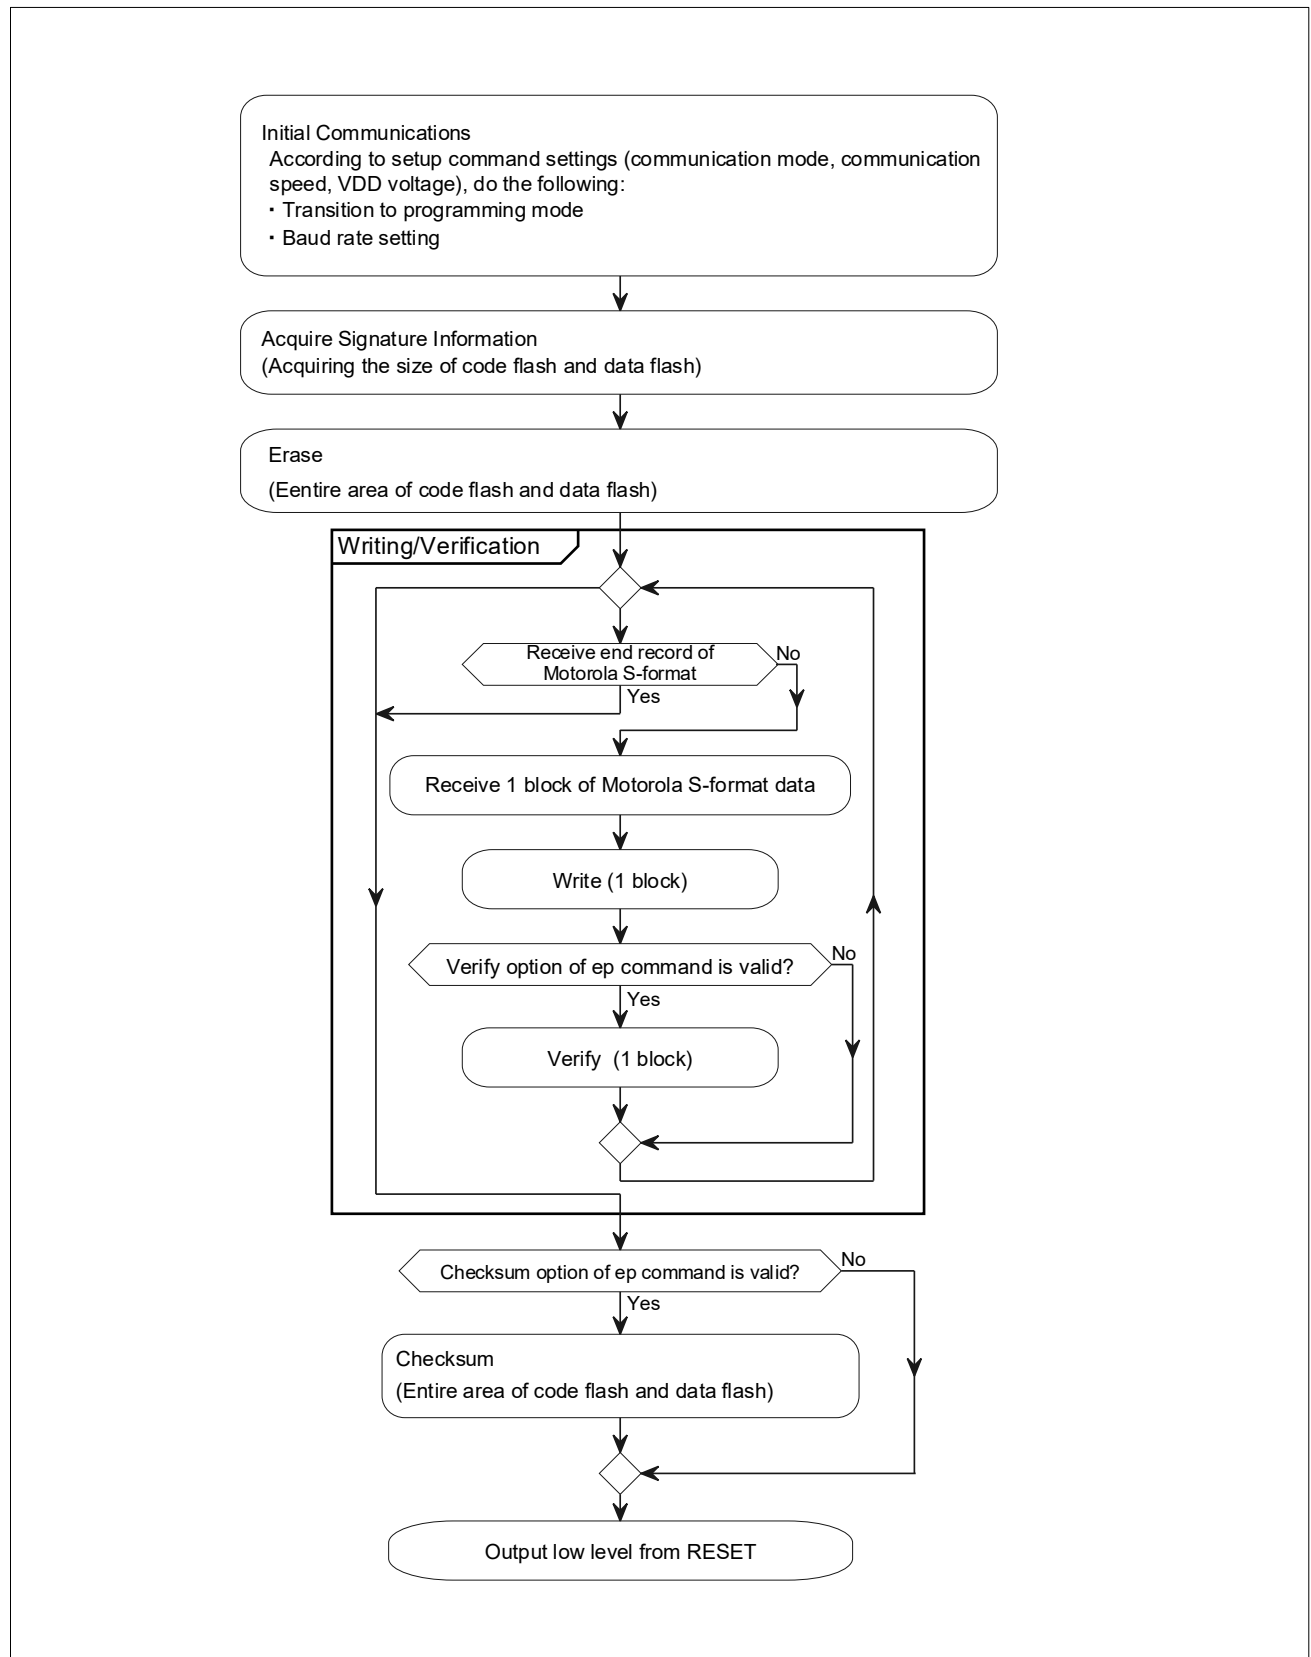 Initial Communications
According to setup command settings (communication mode, communication
speed, VDD voltage), do the following:
・Transition to programming mode
・Baud rate setting
Acquire Signature Information
(Acquiring the size of code flash and data flash)
Erase
(Eentire area of code flash and data flash)
Writing/Verification
Receive end record of
Motorola S-format
No
Yes
Receive 1 block of Motorola S-format data
Write (1 block)
Verify option of ep command is valid?
No
Yes
Verify  (1 block)
Checksum option of ep command is valid?
No
Yes
Checksum
(Entire area of code flash and data flash)
Output low level from RESET